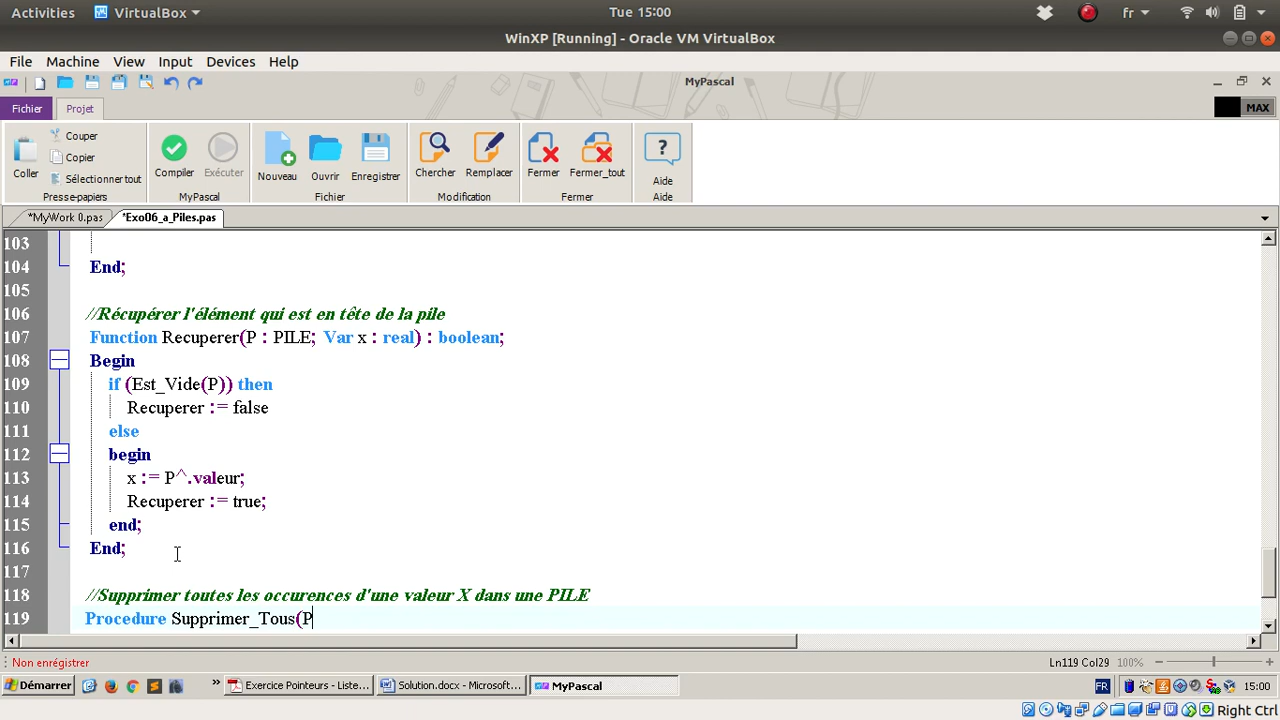 Activities VirtualBox Tue 15:00 fr
WinXP [Running] - Oracle VM VirtualBox
File Machine View Input Devices Help
MyPascal
Fichier Projet MAX
Coller Couper Copier Sélectionner tout
Compiler Exécuter Nouveau Ouvrir Enregistrer Chercher Remplacer Fermer Fermer_tout Aide
Presse-papiers MyPascal Fichier Modification Fermer Aide
*MyWork 0.pas *Exo06_a_Piles.pas
103
104 End;
105
106 //Récupérer l'élément qui est en tête de la pile
107 Function Recuperer(P : PILE; Var x : real) : boolean;
108 Begin
109 if (Est_Vide(P)) then
110 Recuperer := false
111 else
112 begin
113 x := P^.valeur;
114 Recuperer := true;
115 end;
116 End;
117
118 //Supprimer toutes les occurences d'une valeur X dans une PILE
119 Procedure Supprimer_Tous(P
Non enrégistrer Ln119 Col29 100%
Démarrer » Exercice Pointeurs - Liste... Solution.docx - Microsoft... MyPascal FR 15:00
Right Ctrl